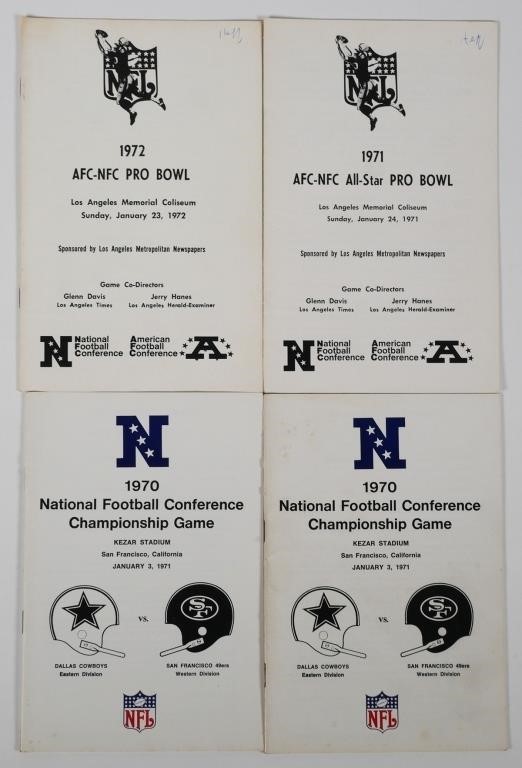 NFL
1972
AFC-NFC PRO BOWL
Los Angeles Memorial Coliseum
Sunday, January 23, 1972
Sponsored by Los Angeles Metropolitan Newspapers
Game Co-Directors
Glenn Davis Jerry Hanes
Los Angeles Times Los Angeles Herald-Examiner
N National Football Conference
American Football Conference A
NFL
1971
AFC-NFC All-Star PRO BOWL
Los Angeles Memorial Coliseum
Sunday, January 24, 1971
Sponsored by Los Angeles Metropolitan Newspapers
Game Co-Directors
Glenn Davis Jerry Hanes
Los Angeles Times Los Angeles Herald-Examiner
N National Football Conference
American Football Conference A
N
1970
National Football Conference
Championship Game
KEZAR STADIUM
San Francisco, California
JANUARY 3, 1971
VS.
SF
DALLAS COWBOYS SAN FRANCISCO 49ers
Eastern Division Western Division
NFL
N
1970
National Football Conference
Championship Game
KEZAR STADIUM
San Francisco, California
JANUARY 3, 1971
VS.
SF
DALLAS COWBOYS SAN FRANCISCO 49ers
Eastern Division Western Division
NFL